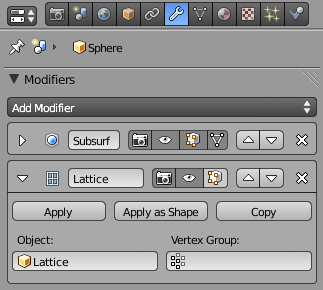 Sphere
Modifiers
Add Modifier
Subsurf
Lattice
Apply Apply as Shape Copy
Object: Vertex Group:
Lattice